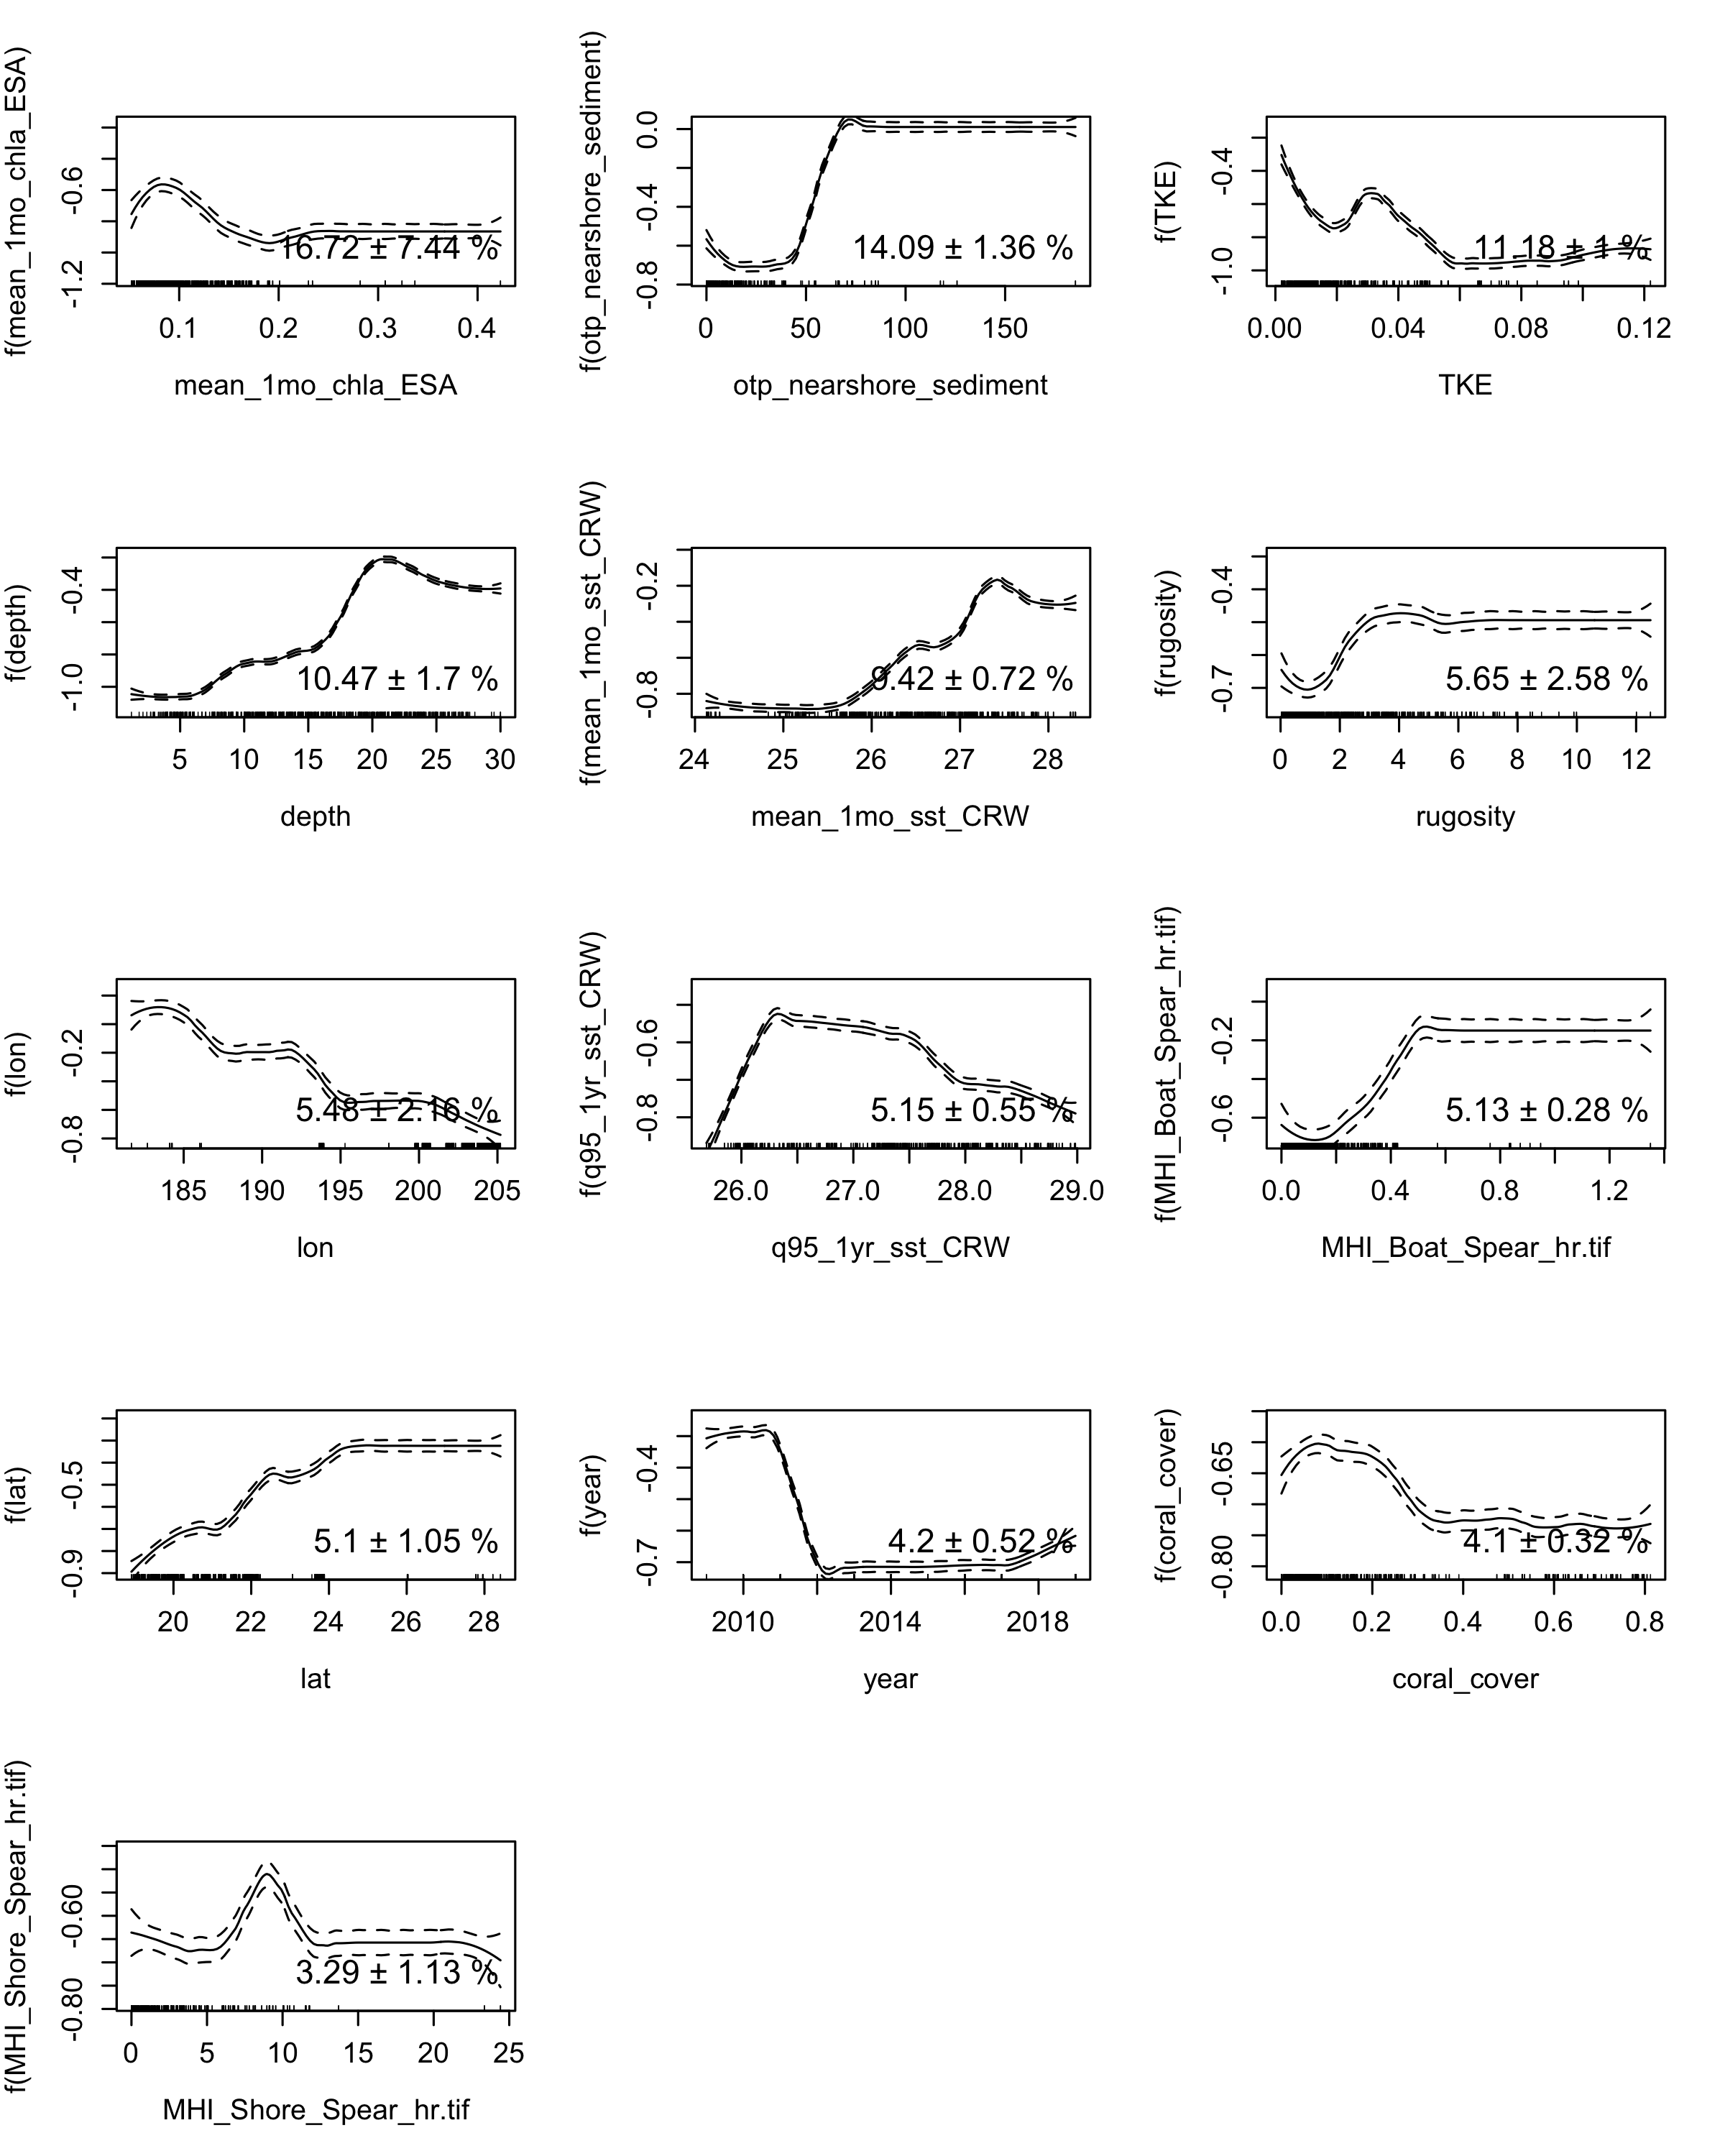 f(mean_1mo_chla_ESA)
-0.6
-1.2
16.72 ± 7.44 %
0.1 0.2 0.3 0.4
mean_1mo_chla_ESA
f(otp_nearshore_sediment)
0.0
-0.4
-0.8
14.09 ± 1.36 %
0 50 100 150
otp_nearshore_sediment
f(TKE)
-0.4
-1.0
11.18 ± 1 %
0.00 0.04 0.08 0.12
TKE
f(depth)
-0.4
-1.0
10.47 ± 1.7 %
5 10 15 20 25 30
depth
f(mean_1mo_sst_CRW)
-0.2
-0.8
9.42 ± 0.72 %
24 25 26 27 28
mean_1mo_sst_CRW
f(rugosity)
-0.4
-0.7
5.65 ± 2.58 %
0 2 4 6 8 10 12
rugosity
f(lon)
-0.2
-0.8
5.48 ± 2.16 %
185 190 195 200 205
lon
f(q95_1yr_sst_CRW)
-0.6
-0.8
5.15 ± 0.55 %
26.0 27.0 28.0 29.0
q95_1yr_sst_CRW
f(MHI_Boat_Spear_hr.tif)
-0.2
-0.6
5.13 ± 0.28 %
0.0 0.4 0.8 1.2
MHI_Boat_Spear_hr.tif
f(lat)
-0.5
-0.9
5.1 ± 1.05 %
20 22 24 26 28
lat
f(year)
-0.4
-0.7
4.2 ± 0.52 %
2010 2014 2018
year
f(coral_cover)
-0.65
-0.80
4.1 ± 0.32 %
0.0 0.2 0.4 0.6 0.8
coral_cover
f(MHI_Shore_Spear_hr.tif)
-0.60
-0.80
3.29 ± 1.13 %
0 5 10 15 20 25
MHI_Shore_Spear_hr.tif